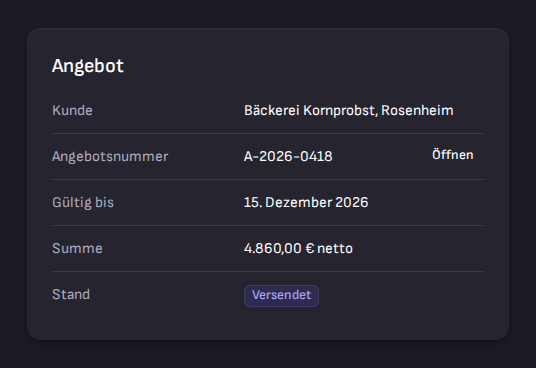 Angebot
Kunde Bäckerei Kornprobst, Rosenheim
Angebotsnummer A-2026-0418 Öffnen
Gültig bis 15. Dezember 2026
Summe 4.860,00 € netto
Stand Versendet